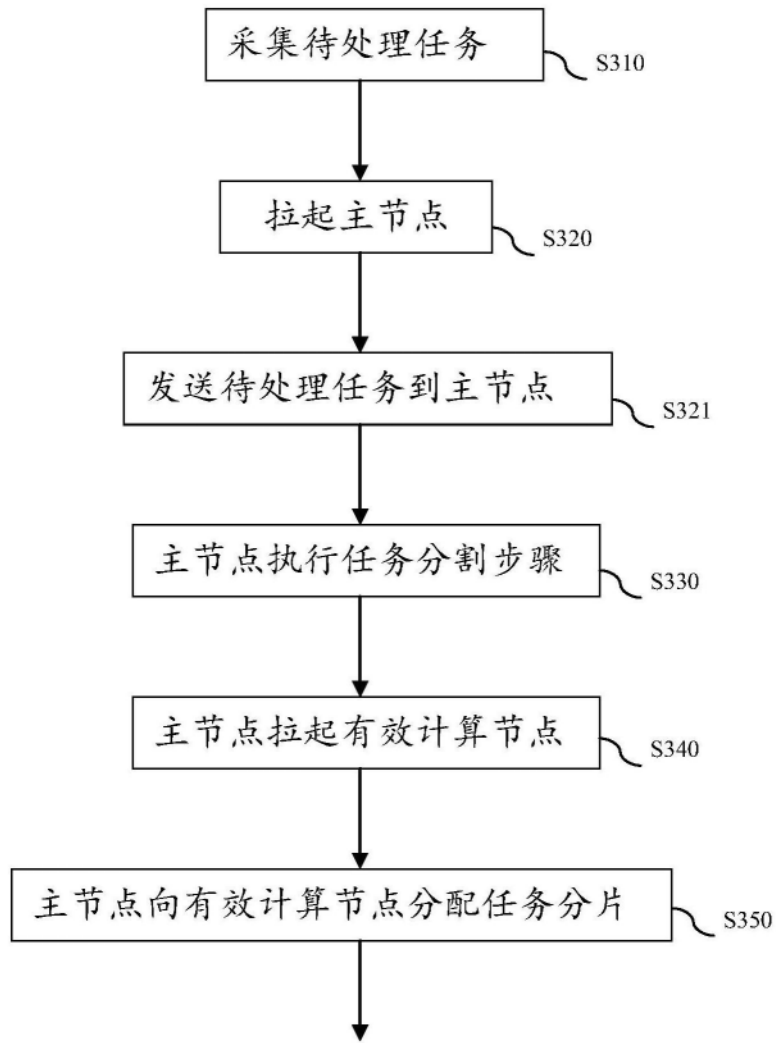 采集待处理任务
S310
拉起主节点
S320
发送待处理任务到主节点
S321
主节点执行任务分割步骤
S330
主节点拉起有效计算节点
S340
主节点向有效计算节点分配任务分片
S350